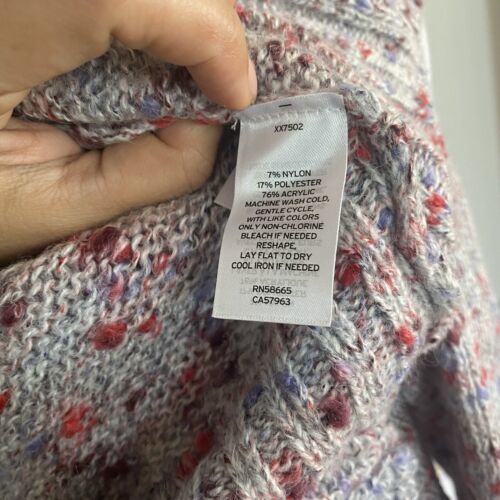 XX7502
7% NYLON
17% POLYESTER
76% ACRYLIC
MACHINE WASH COLD,
GENTLE CYCLE,
WITH LIKE COLORS
ONLY NON-CHLORINE
BLEACH IF NEEDED
RESHAPE,
LAY FLAT TO DRY
COOL IRON IF NEEDED
RN58665
CA57963